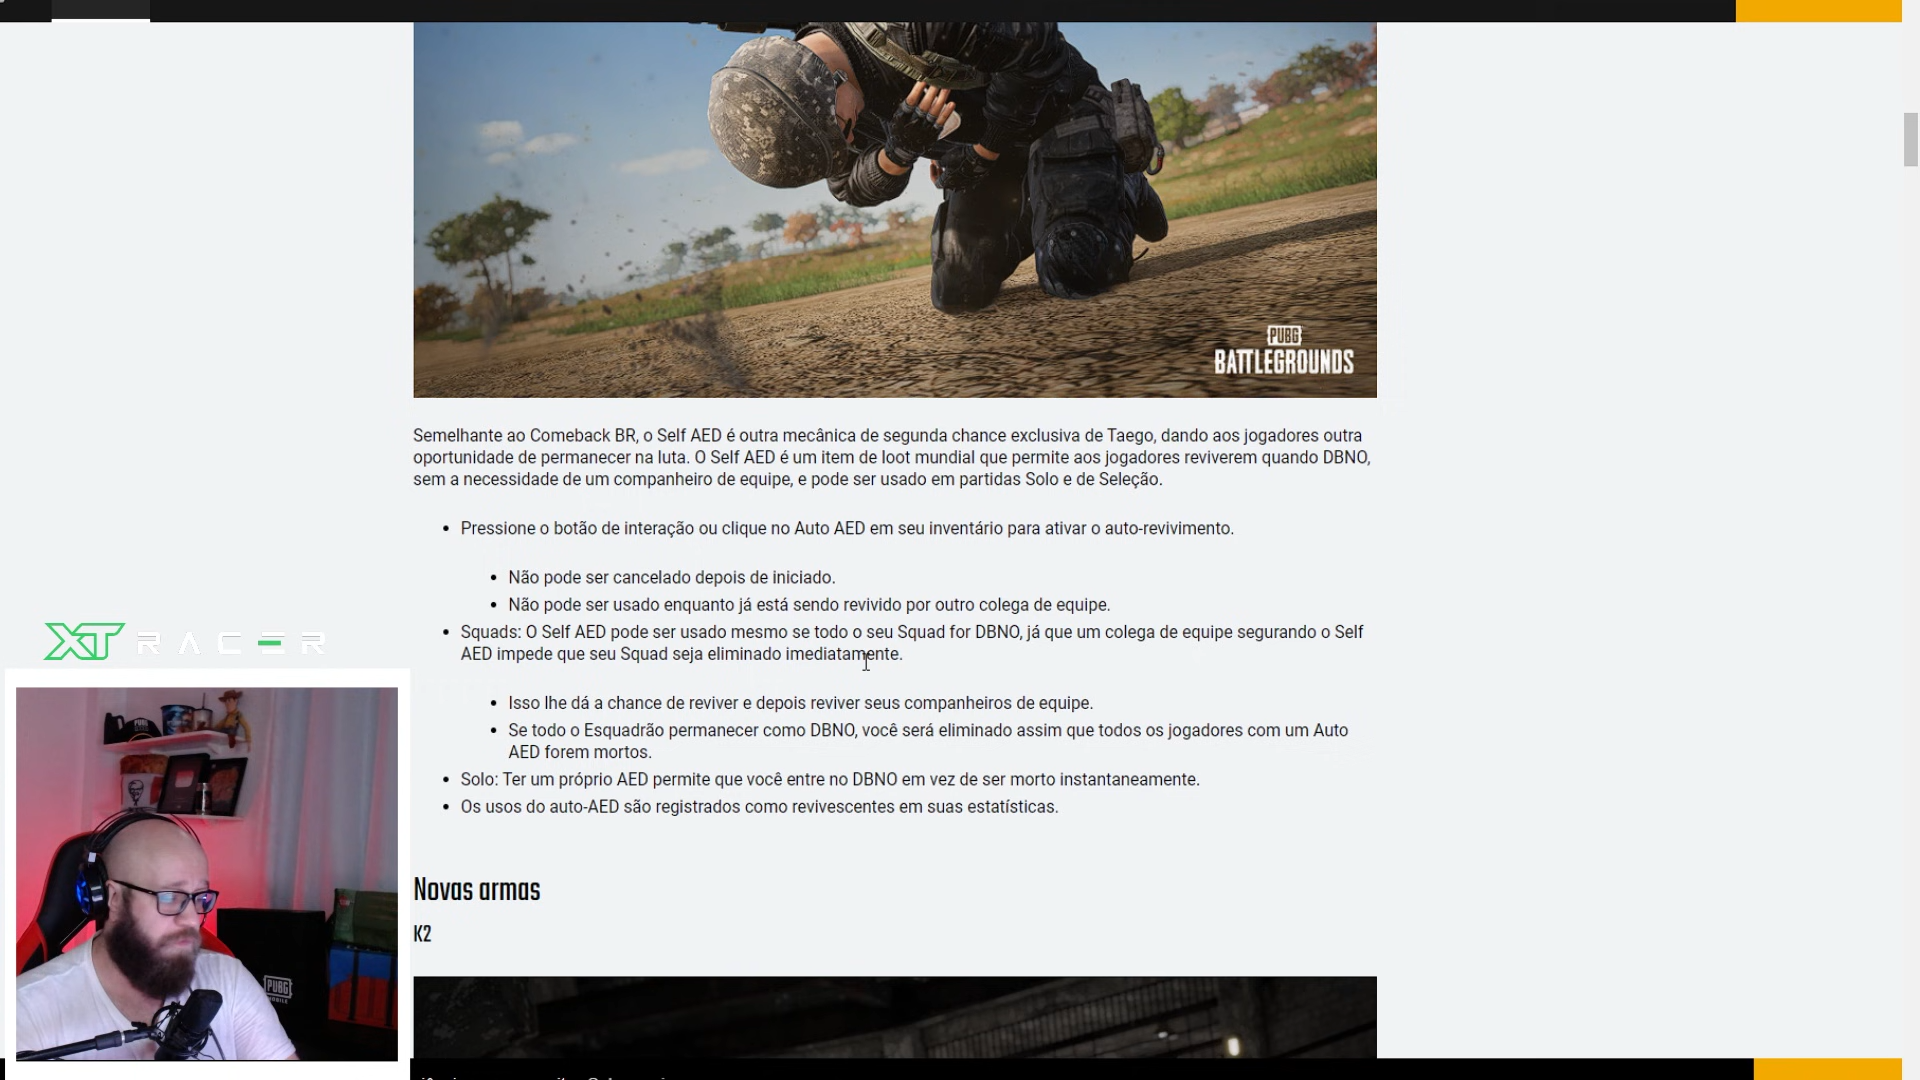 PUBG
BATTLEGROUNDS
Semelhante ao Comeback BR, o Self AED é outra mecânica de segunda chance exclusiva de Taego, dando aos jogadores outra
oportunidade de permanecer na luta. O Self AED é um item de loot mundial que permite aos jogadores reviverem quando DBNO,
sem a necessidade de um companheiro de equipe, e pode ser usado em partidas Solo e de Seleção.
Pressione o botão de interação ou clique no Auto AED em seu inventário para ativar o auto-revivimento.
Não pode ser cancelado depois de iniciado.
Não pode ser usado enquanto já está sendo revivido por outro colega de equipe.
Squads: O Self AED pode ser usado mesmo se todo o seu Squad for DBNO, já que um colega de equipe segurando o Self
AED impede que seu Squad seja eliminado imediatamente.
Isso lhe dá a chance de reviver e depois reviver seus companheiros de equipe.
Se todo o Esquadrão permanecer como DBNO, você será eliminado assim que todos os jogadores com um Auto
AED forem mortos.
Solo: Ter um próprio AED permite que você entre no DBNO em vez de ser morto instantaneamente.
Os usos do auto-AED são registrados como revivescentes em suas estatísticas.
Novas armas
K2
XT RACER
PUBG
MOBILE